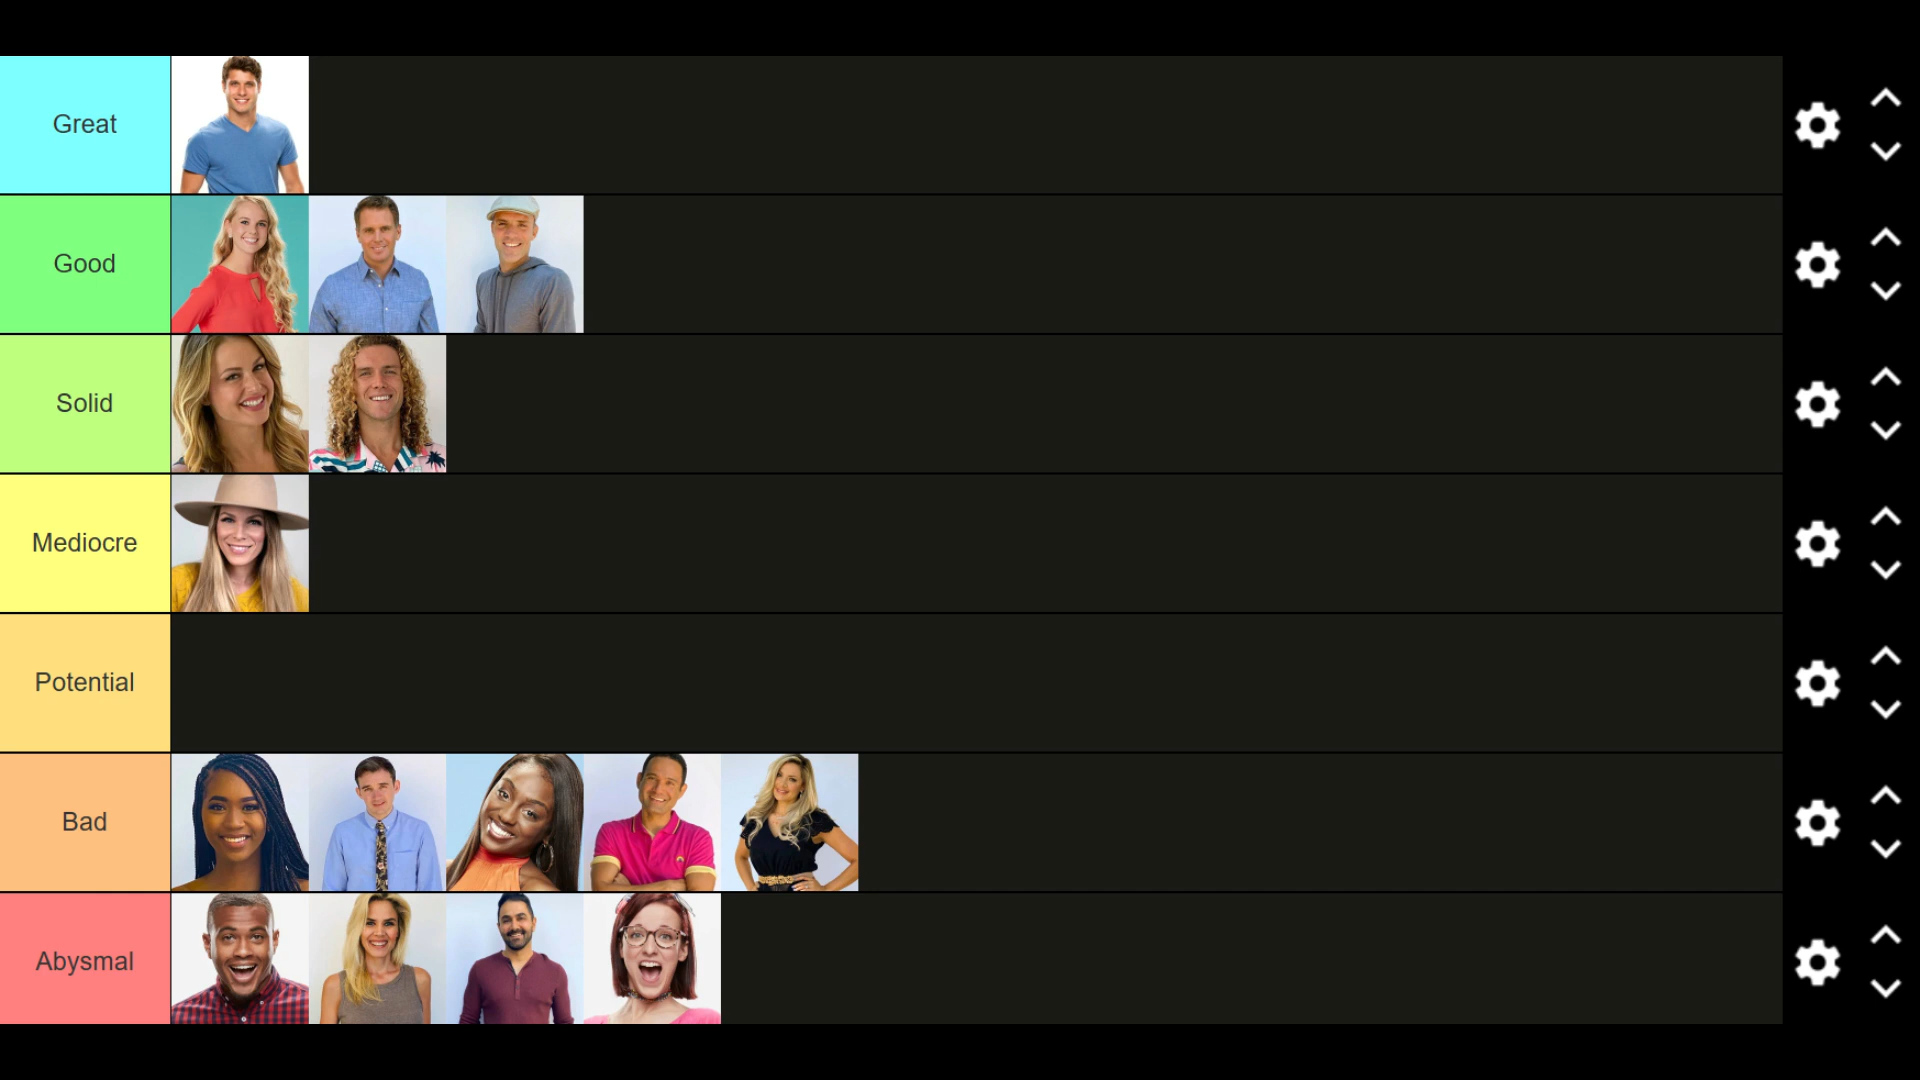 Great
Good
Solid
Mediocre
Potential
Bad
Abysmal